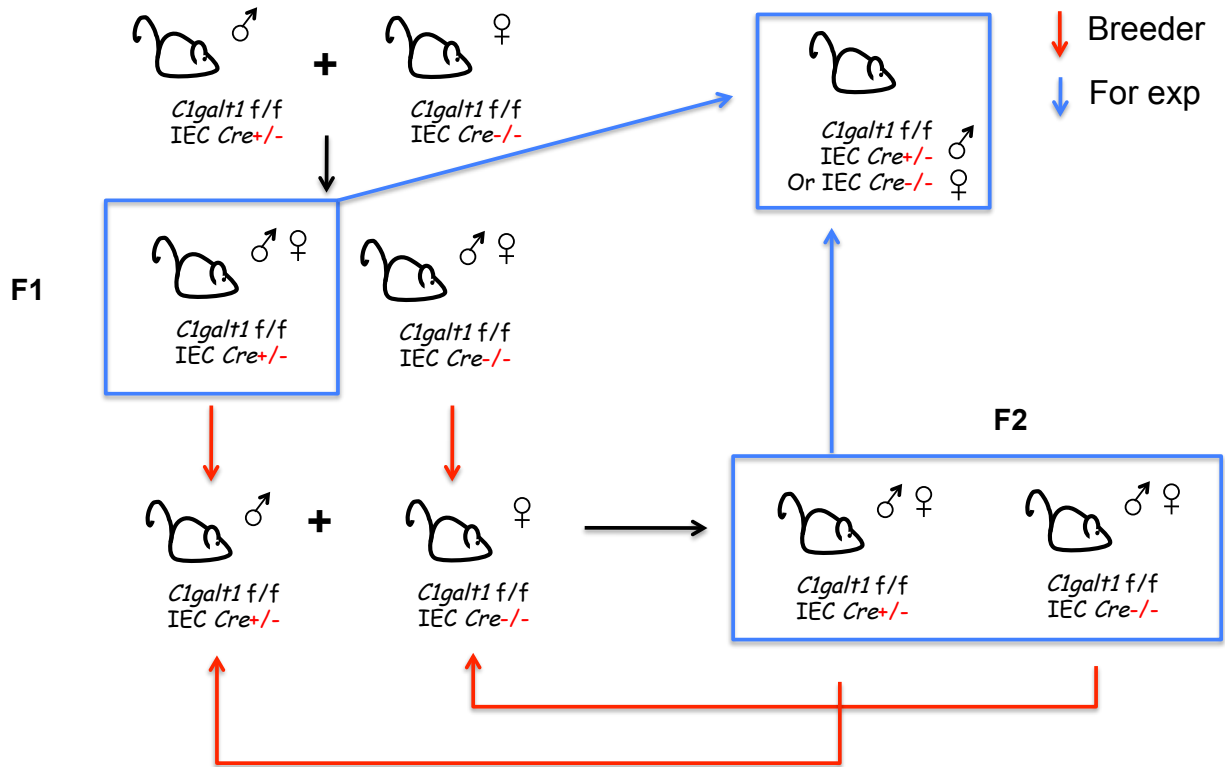 ♂
♀
+
C1galt1 f/f
IEC Cre+/-
C1galt1 f/f
IEC Cre-/-
C1galt1 f/f
IEC Cre+/- ♂
Or IEC Cre-/- ♀
Breeder
For exp
F1
♂ ♀
C1galt1 f/f
IEC Cre+/-
♂ ♀
C1galt1 f/f
IEC Cre-/-
F2
♂
+
♀
C1galt1 f/f
IEC Cre+/-
C1galt1 f/f
IEC Cre-/-
♂ ♀
C1galt1 f/f
IEC Cre+/-
♂ ♀
C1galt1 f/f
IEC Cre-/-